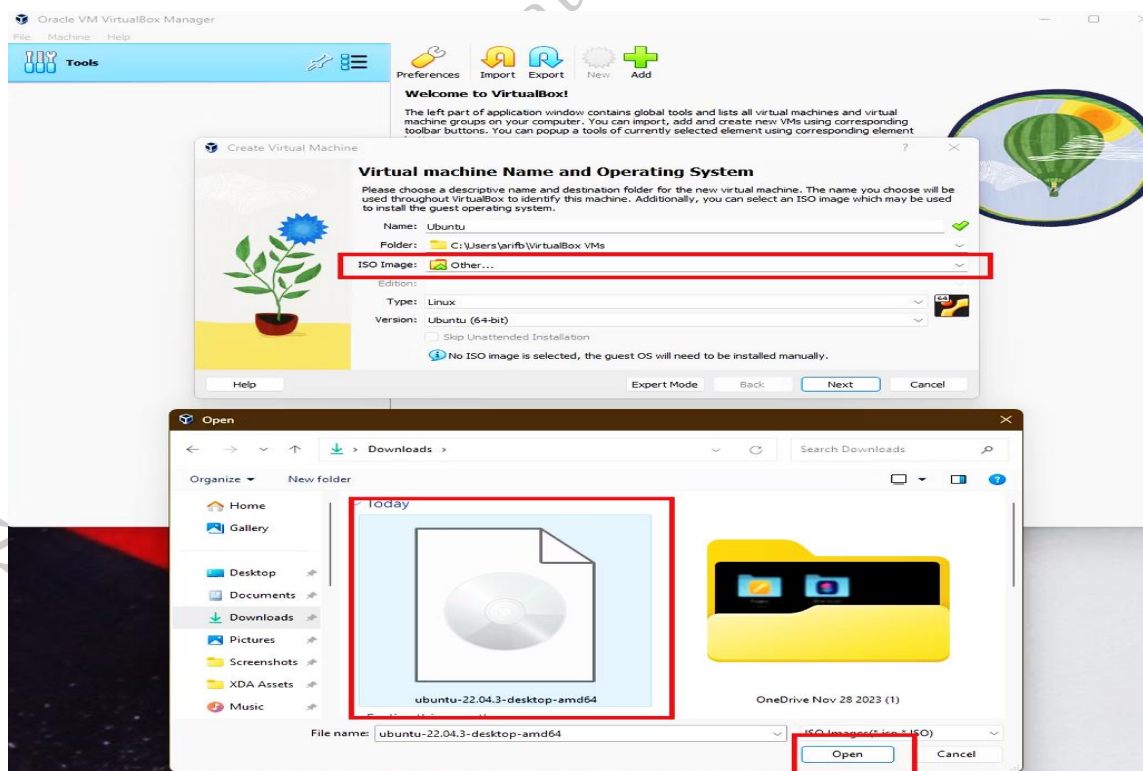 Oracle VM VirtualBox Manager
File Machine Help
Tools
Preferences Import Export New Add
Welcome to VirtualBox!
The left part of application window contains global tools and lists all virtual machines and virtual
machine groups on your computer. You can import, add and create new VMs using corresponding
toolbar buttons. You can popup a tools of currently selected element using corresponding element
Create Virtual Machine
Virtual machine Name and Operating System
Please choose a descriptive name and destination folder for the new virtual machine. The name you choose will be
used throughout VirtualBox to identify this machine. Additionally, you can select an ISO image which may be used
to install the guest operating system.
Name: Ubuntu
Folder: C:\Users\arifb\VirtualBox VMs
ISO Image: Other...
Edition:
Type: Linux
64
Version: Ubuntu (64-bit)
Skip Unattended Installation
No ISO image is selected, the guest OS will need to be installed manually.
Help Expert Mode Back Next Cancel
Open
Downloads Search Downloads
Organize New folder
Home
Gallery
Desktop
Documents
Downloads
Pictures
Screenshots
XDA Assets
Music
Today
ubuntu-22.04.3-desktop-amd64
OneDrive Nov 28 2023 (1)
File name: ubuntu-22.04.3-desktop-amd64 ISO Images(*.iso *.ISO)
Open Cancel